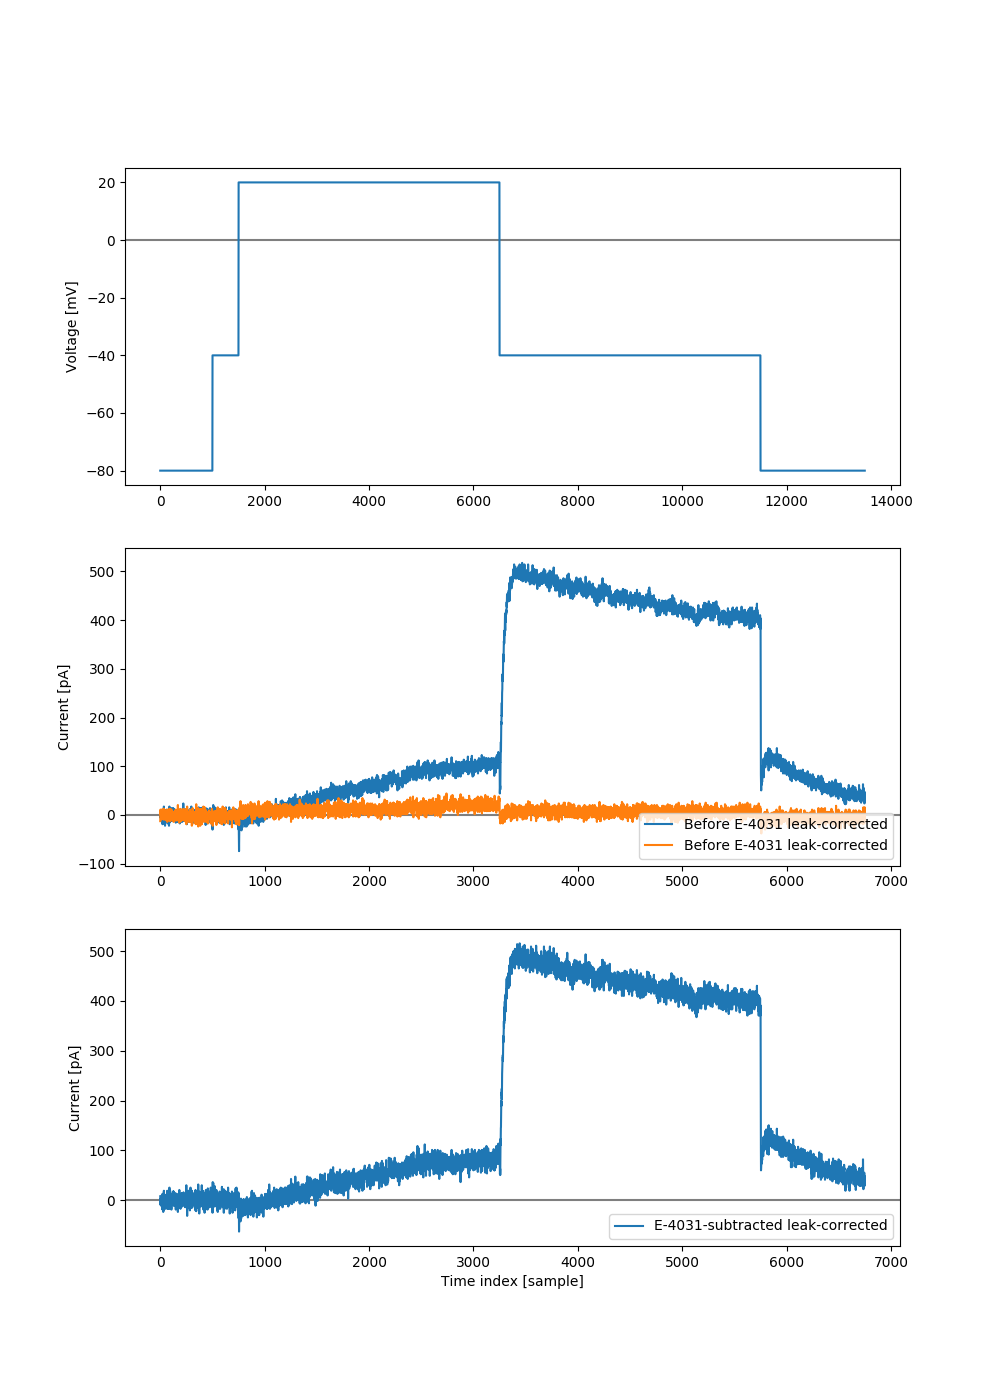 20
0
−20
−40
−60
−80
Voltage [mV]
0 2000 4000 6000 8000 10000 12000 14000
500
400
300
200
100
0
−100
Current [pA]
Before E-4031 leak-corrected
Before E-4031 leak-corrected
0 1000 2000 3000 4000 5000 6000 7000
500
400
300
200
100
0
Current [pA]
E-4031-subtracted leak-corrected
0 1000 2000 3000 4000 5000 6000 7000
Time index [sample]